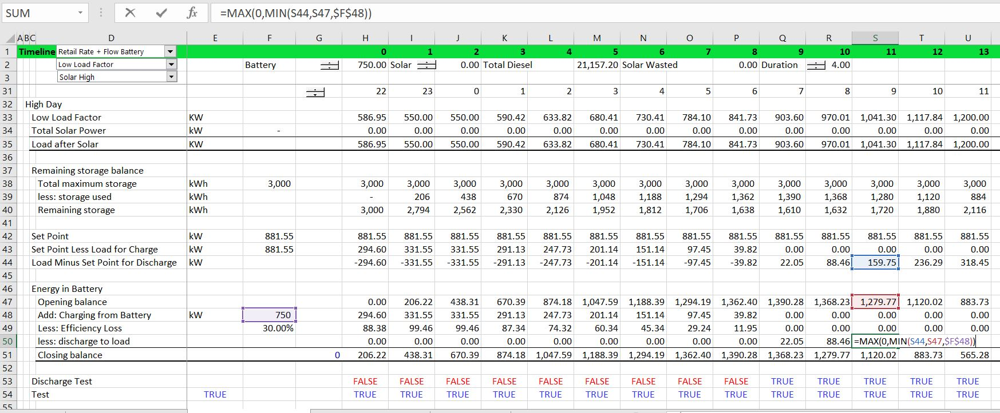 SUM =MAX(0,MIN(S44,S47,$F$48))
A B C D E F G H I J K L M N O P Q R S T U
1 Timeline Retail Rate + Flow Battery 0 1 2 3 4 5 6 7 8 9 10 11 12 13
2 Low Load Factor Battery 750.00 Solar 0.00 Total Diesel 21,157.20 Solar Wasted 0.00 Duration 4.00
3 Solar High
31 22 23 0 1 2 3 4 5 6 7 8 9 10 11
32 High Day
33 Low Load Factor KW 586.95 550.00 550.00 590.42 633.82 680.41 730.41 784.10 841.73 903.60 970.01 1,041.30 1,117.84 1,200.00
34 Total Solar Power kW - 0.00 0.00 0.00 0.00 0.00 0.00 0.00 0.00 0.00 0.00 0.00 0.00 0.00 0.00
35 Load after Solar KW 586.95 550.00 550.00 590.42 633.82 680.41 730.41 784.10 841.73 903.60 970.01 1,041.30 1,117.84 1,200.00
36
37 Remaining storage balance
38 Total maximum storage kWh 3,000 3,000 3,000 3,000 3,000 3,000 3,000 3,000 3,000 3,000 3,000 3,000 3,000 3,000 3,000
39 less: storage used kWh - 206 438 670 874 1,048 1,188 1,294 1,362 1,390 1,368 1,280 1,120 884
40 Remaining storage kWh 3,000 2,794 2,562 2,330 2,126 1,952 1,812 1,706 1,638 1,610 1,632 1,720 1,880 2,116
41
42 Set Point kW 881.55 881.55 881.55 881.55 881.55 881.55 881.55 881.55 881.55 881.55 881.55 881.55 881.55 881.55 881.55
43 Set Point Less Load for Charge kW 881.55 294.60 331.55 331.55 291.13 247.73 201.14 151.14 97.45 39.82 0.00 0.00 0.00 0.00 0.00
44 Load Minus Set Point for Discharge kW -294.60 -331.55 -331.55 -291.13 -247.73 -201.14 -151.14 -97.45 -39.82 22.05 88.46 159.75 236.29 318.45
45
46 Energy in Battery
47 Opening balance 0.00 206.22 438.31 670.39 874.18 1,047.59 1,188.39 1,294.19 1,362.40 1,390.28 1,368.23 1,279.77 1,120.02 883.73
48 Add: Charging from Battery kW 750 294.60 331.55 331.55 291.13 247.73 201.14 151.14 97.45 39.82 0.00 0.00 0.00 0.00 0.00
49 Less: Efficiency Loss 30.00% 88.38 99.46 99.46 87.34 74.32 60.34 45.34 29.24 11.95 0.00 0.00 0.00 0.00 0.00
50 less: discharge to load 0.00 0.00 0.00 0.00 0.00 0.00 0.00 0.00 0.00 22.05 88.46 =MAX(0,MIN(S44,S47,$F$48))
51 Closing balance 0 206.22 438.31 670.39 874.18 1,047.59 1,188.39 1,294.19 1,362.40 1,390.28 1,368.23 1,279.77 1,120.02 883.73 565.28
52
53 Discharge Test FALSE FALSE FALSE FALSE FALSE FALSE FALSE FALSE FALSE TRUE TRUE TRUE TRUE TRUE
54 Test TRUE TRUE TRUE TRUE TRUE TRUE TRUE TRUE TRUE TRUE TRUE TRUE TRUE TRUE TRUE
55